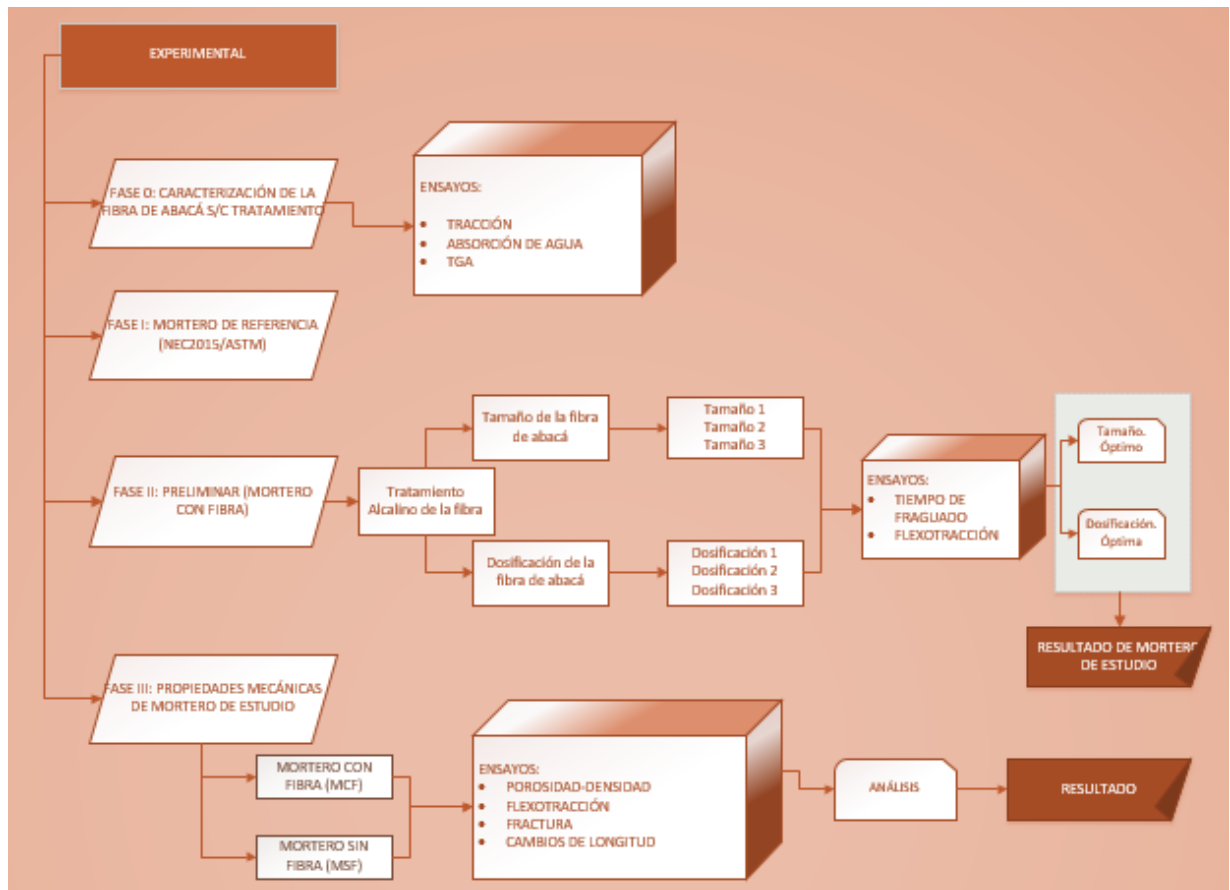 EXPERIMENTAL
FASE 0: CARACTERIZACIÓN DE LA
FIBRA DE ABACÁ S/C TRATAMIENTO
ENSAYOS:
• TRACCIÓN
• ABSORCIÓN DE AGUA
• TGA
FASE I: MORTERO DE REFERENCIA
(NEC2015/ASTM)
FASE II: PRELIMINAR (MORTERO
CON FIBRA)
Tratamiento
Alcalino de la fibra
Tamaño de la fibra
de abacá
Tamaño 1
Tamaño 2
Tamaño 3
Dosificación de la
fibra de abacá
Dosificación 1
Dosificación 2
Dosificación 3
ENSAYOS:
• TIEMPO DE
FRAGUADO
• FLEXOTRACCIÓN
Tamaño.
Óptimo
Dosificación.
Óptima
RESULTADO DE MORTERO
DE ESTUDIO
FASE III: PROPIEDADES MECÁNICAS
DE MORTERO DE ESTUDIO
MORTERO CON
FIBRA (MCF)
MORTERO SIN
FIBRA (MSF)
ENSAYOS:
• POROSIDAD-DENSIDAD
• FLEXOTRACCIÓN
• FRACTURA
• CAMBIOS DE LONGITUD
ANÁLISIS
RESULTADO